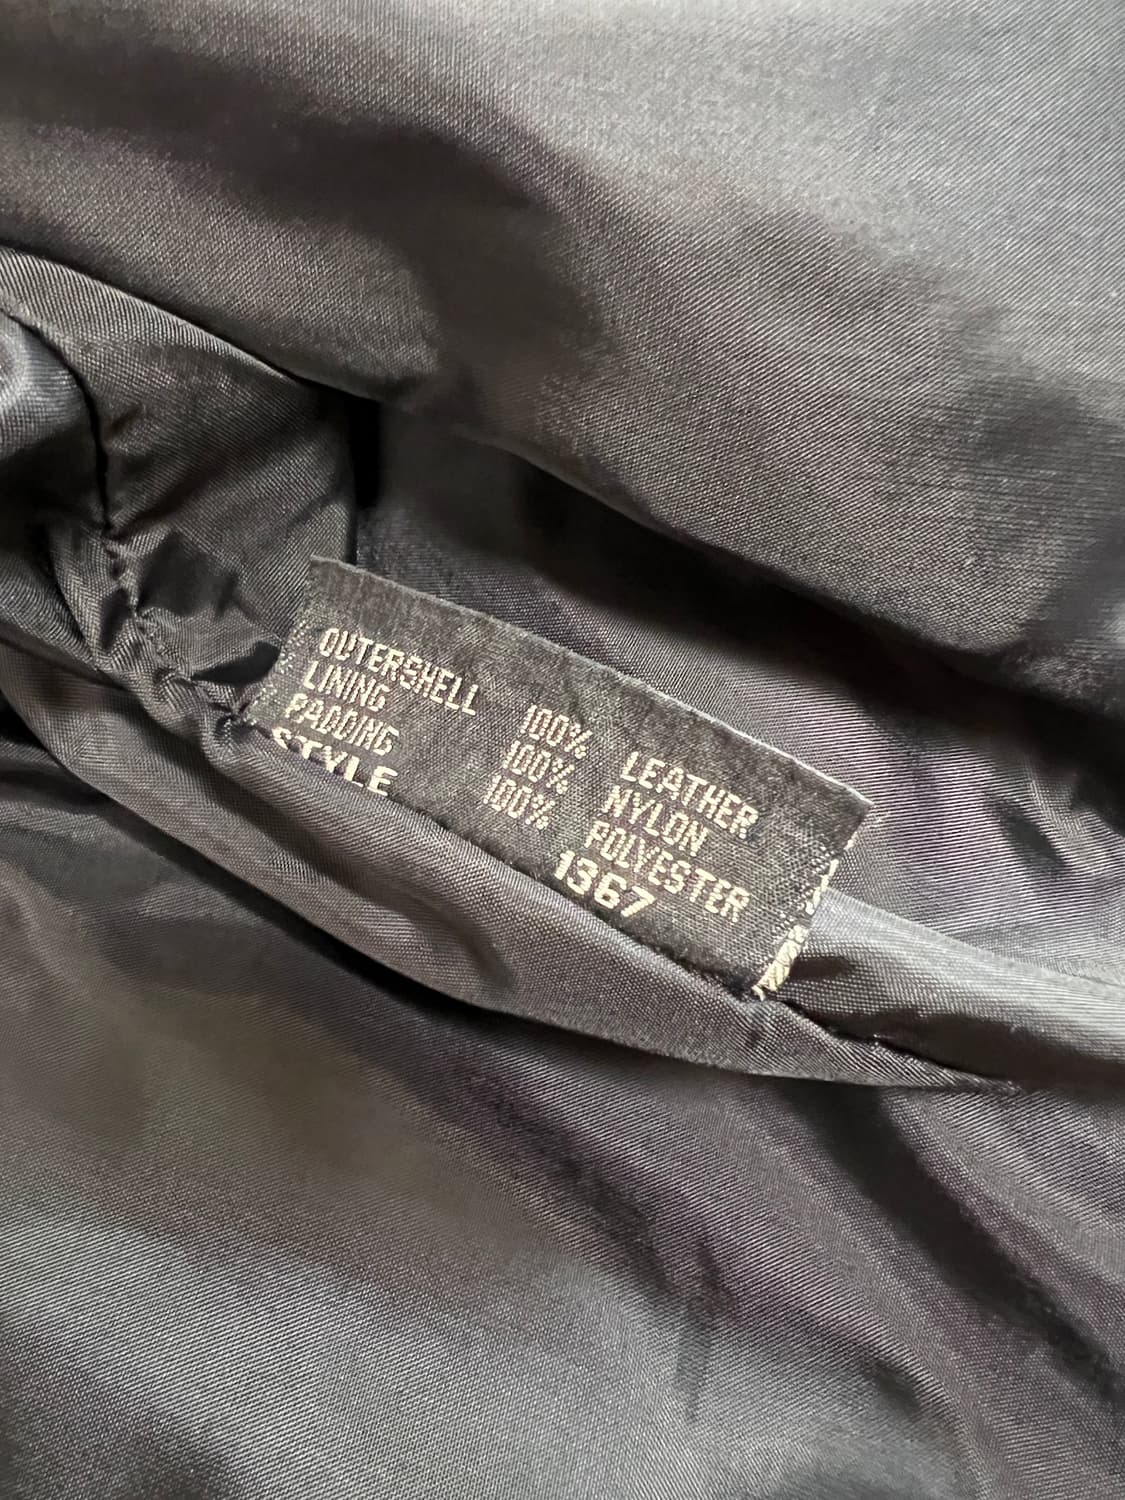 OUTERSHELL 100% LEATHER
LINING 100% NYLON
PADDING 100% POLYESTER
STYLE 1367